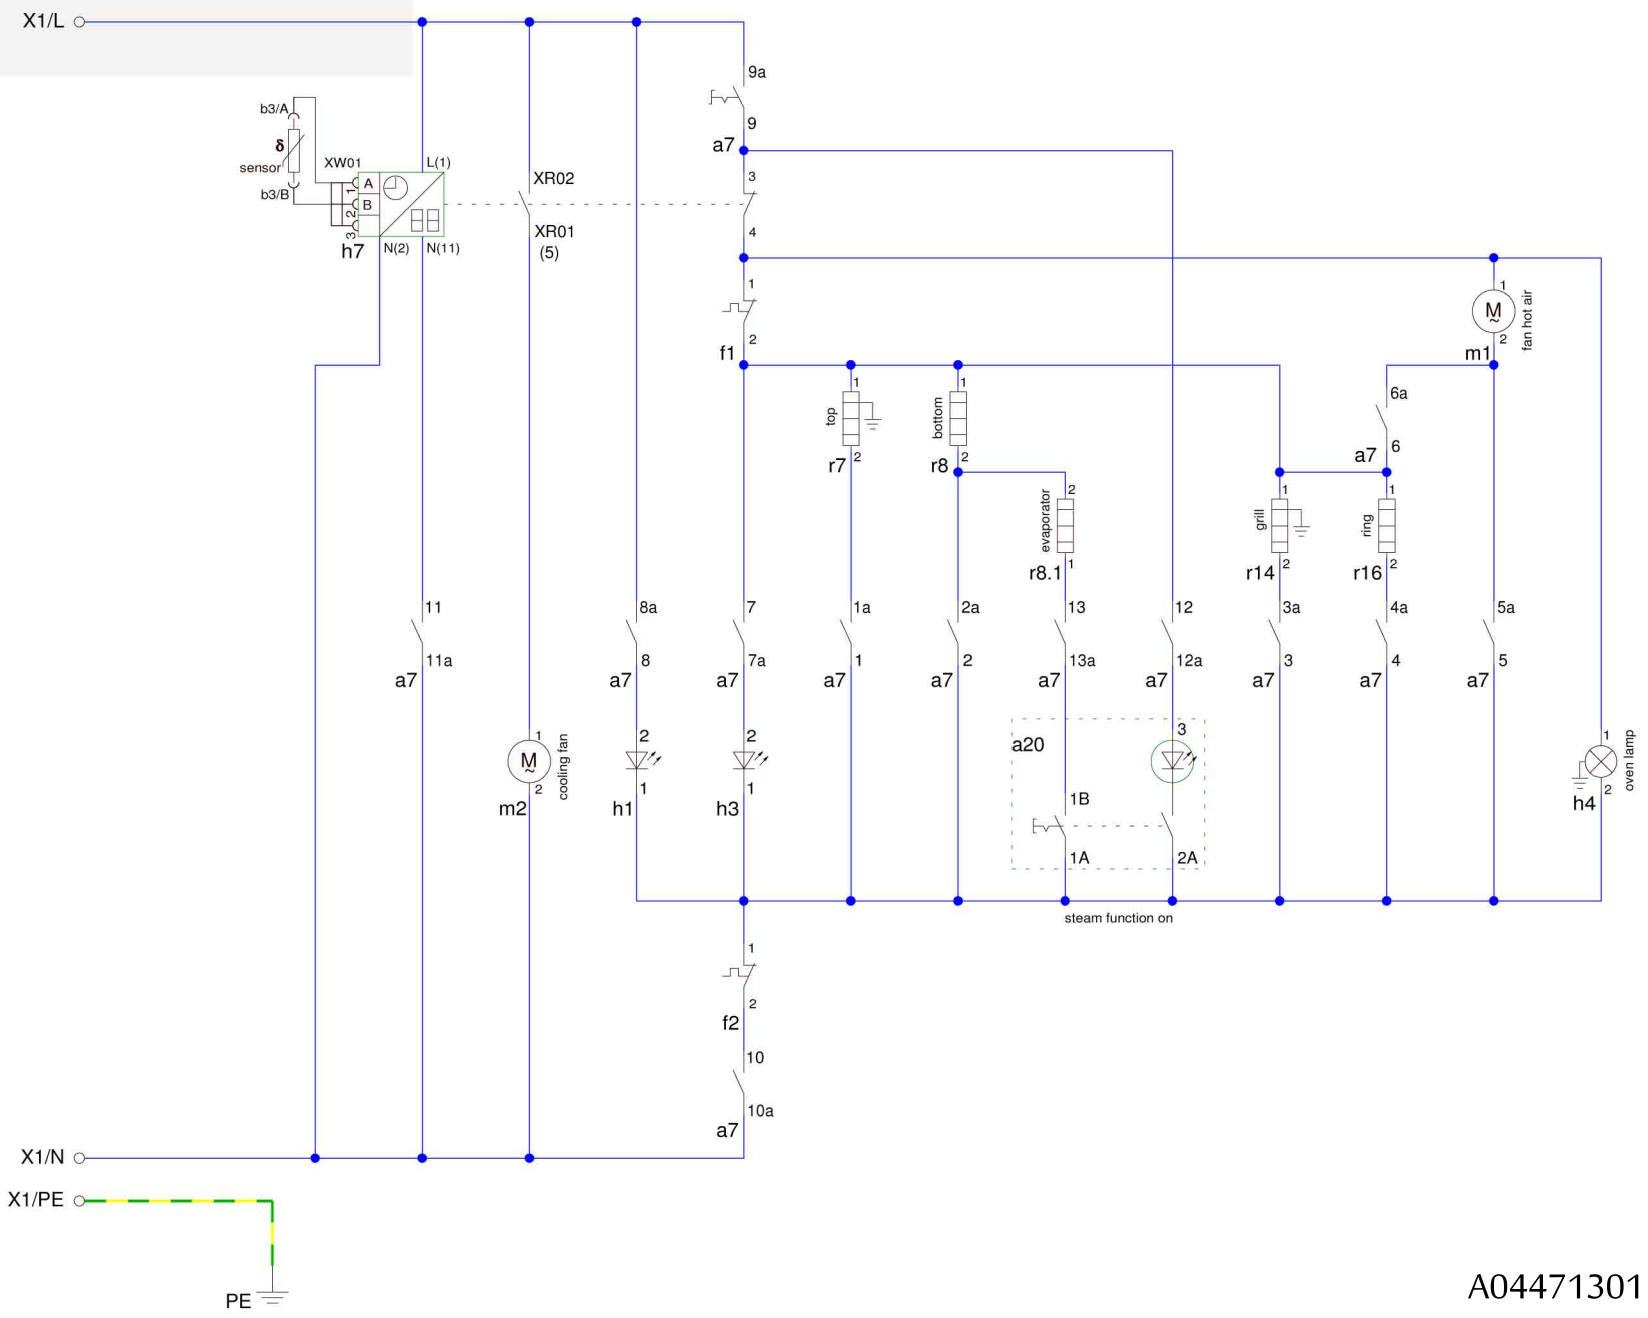 X1/L
9a
b3/A
9
a7
δ
sensor
XW01
L(1)
3
XR02
A
1
b3/B
B
2
3
XR01
4
h7
N(2)
N(11)
(5)
1
1
M
~
fan hot air
2
2
f1
m1
1
1
6a
top
bottom
6
r7
2
r8
2
a7
2
1
1
evaporator
grill
ring
r8.1
1
r14
2
r16
2
11
8a
7
1a
2a
13
12
3a
4a
5a
11a
8
7a
1
2
13a
12a
3
4
5
a7
a7
a7
a7
a7
a7
a7
a7
a7
a7
3
1
2
2
a20
1
M
~
cooling fan
oven lamp
2
1
1
1B
2
m2
h1
h3
h4
1A
2A
steam function on
1
2
f2
10
10a
a7
X1/N
X1/PE
PE
A04471301